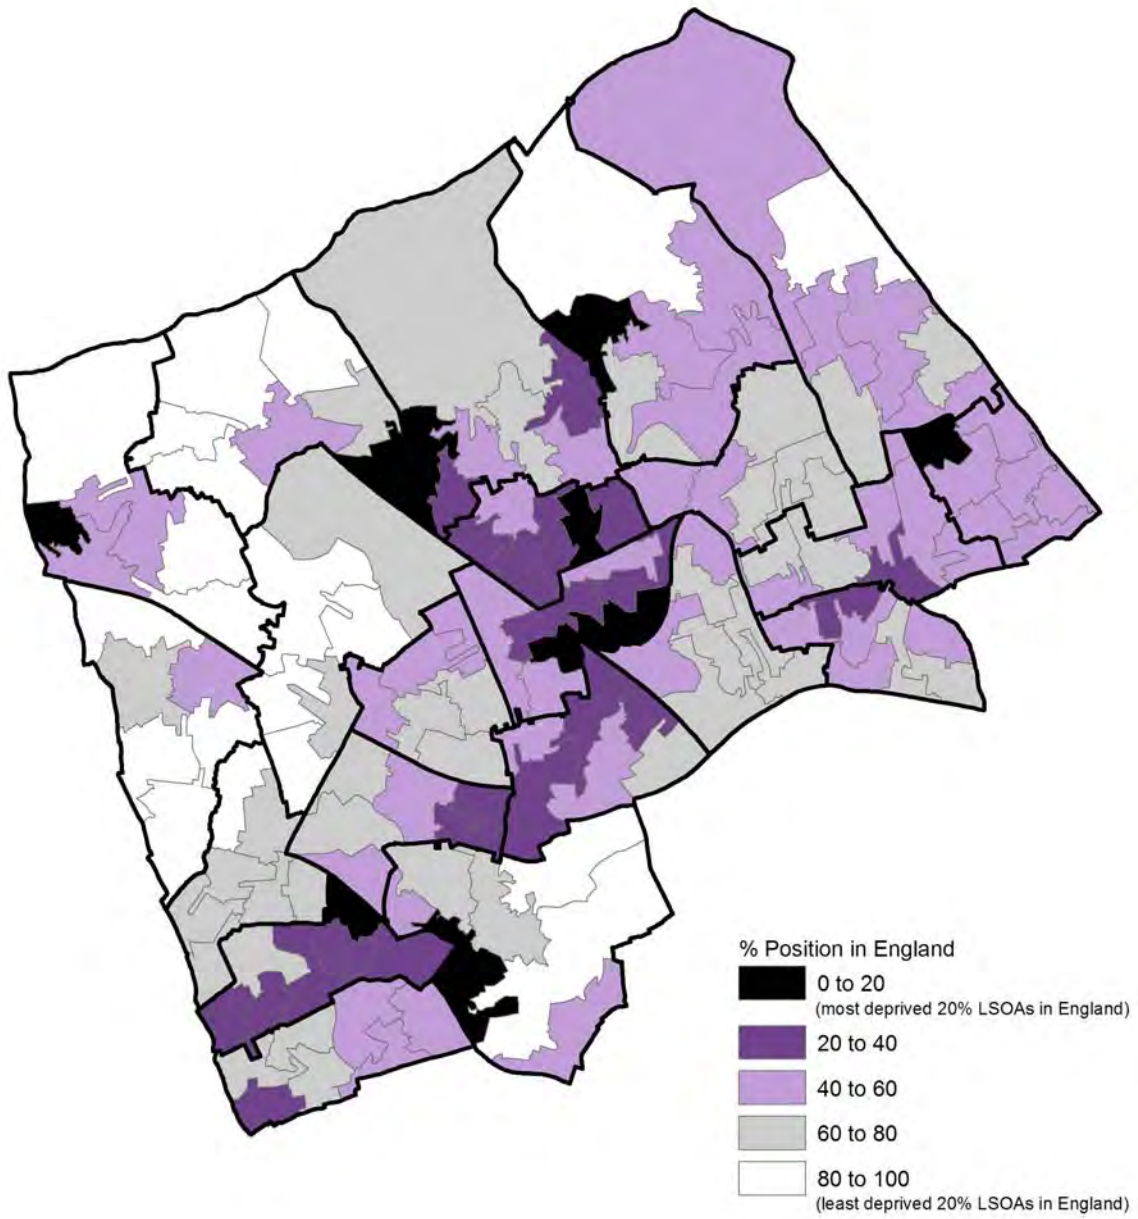 % Position in England
0 to 20
(most deprived 20% LSOAs in England)
20 to 40
40 to 60
60 to 80
80 to 100
(least deprived 20% LSOAs in England)